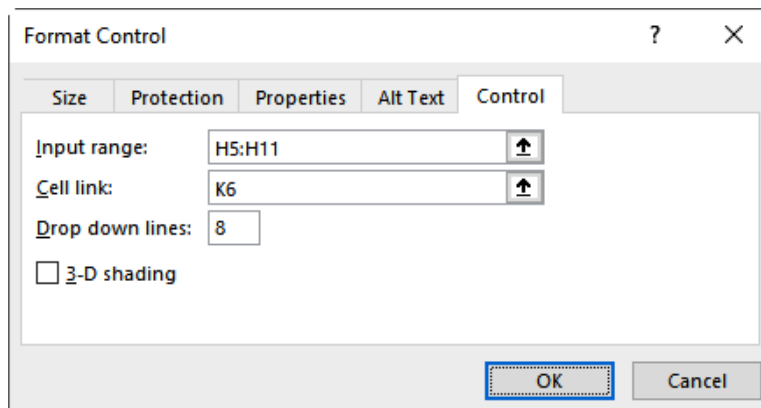 Format Control ? ×
Size Protection Properties Alt Text Control
Input range: H5:H11
Cell link: K6
Drop down lines: 8
3-D shading
OK Cancel